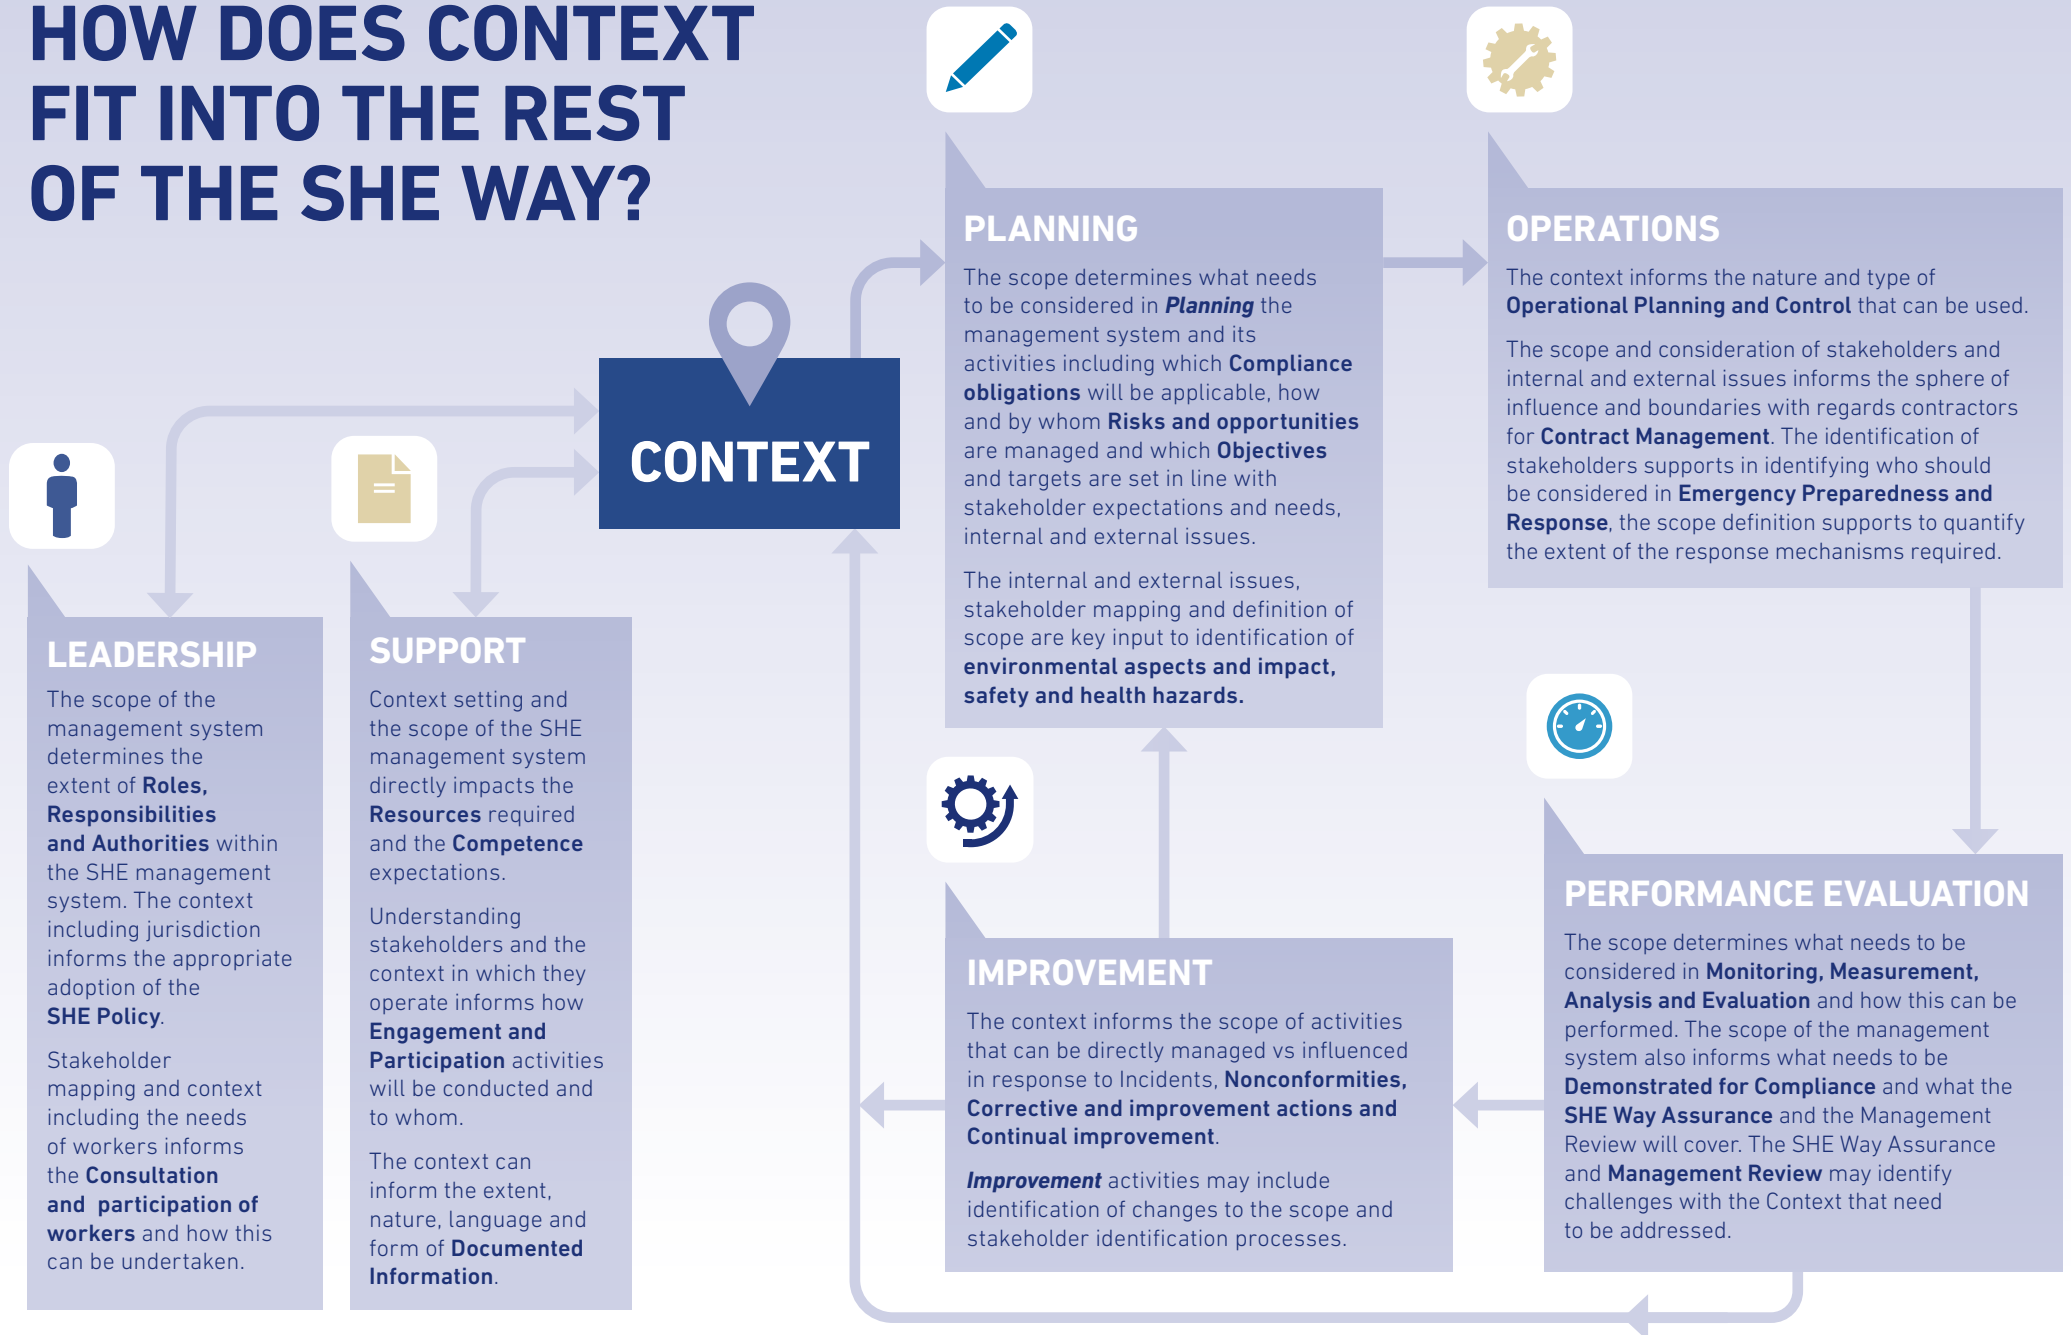 HOW DOES CONTEXT
FIT INTO THE REST
OF THE SHE WAY?
CONTEXT
LEADERSHIP
The scope of the
management system
determines the
extent of Roles,
Responsibilities
and Authorities within
the SHE management
system. The context
including jurisdiction
informs the appropriate
adoption of the
SHE Policy.
Stakeholder
mapping and context
including the needs
of workers informs
the Consultation
and participation of
workers and how this
can be undertaken.
SUPPORT
Context setting and
the scope of the SHE
management system
directly impacts the
Resources required
and the Competence
expectations.
Understanding
stakeholders and the
context in which they
operate informs how
Engagement and
Participation activities
will be conducted and
to whom.
The context can
inform the extent,
nature, language and
form of Documented
Information.
PLANNING
The scope determines what needs
to be considered in Planning the
management system and its
activities including which Compliance
obligations will be applicable, how
and by whom Risks and opportunities
are managed and which Objectives
and targets are set in line with
stakeholder expectations and needs,
internal and external issues.
The internal and external issues,
stakeholder mapping and definition of
scope are key input to identification of
environmental aspects and impact,
safety and health hazards.
OPERATIONS
The context informs the nature and type of
Operational Planning and Control that can be used.
The scope and consideration of stakeholders and
internal and external issues informs the sphere of
influence and boundaries with regards contractors
for Contract Management. The identification of
stakeholders supports in identifying who should
be considered in Emergency Preparedness and
Response, the scope definition supports to quantify
the extent of the response mechanisms required.
PERFORMANCE EVALUATION
The scope determines what needs to be
considered in Monitoring, Measurement,
Analysis and Evaluation and how this can be
performed. The scope of the management
system also informs what needs to be
Demonstrated for Compliance and what the
SHE Way Assurance and the Management
Review will cover. The SHE Way Assurance
and Management Review may identify
challenges with the Context that need
to be addressed.
IMPROVEMENT
The context informs the scope of activities
that can be directly managed vs influenced
in response to Incidents, Nonconformities,
Corrective and improvement actions and
Continual improvement.
Improvement activities may include
identification of changes to the scope and
stakeholder identification processes.